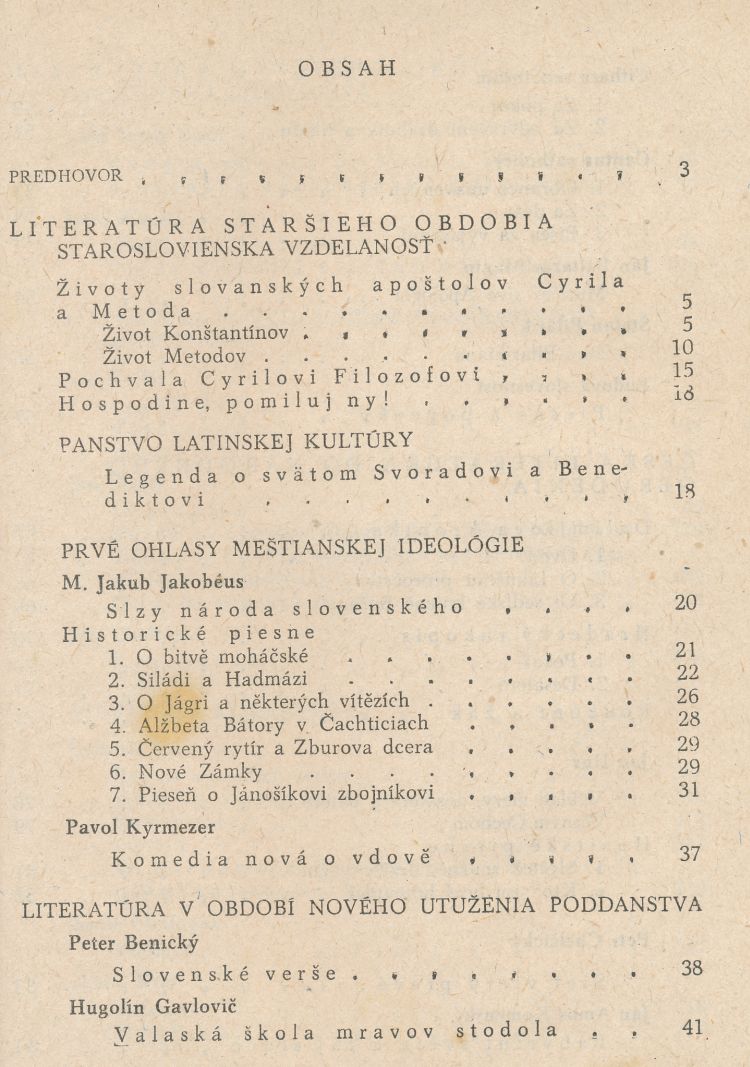 OBSAH
PREDHOVOR . . . . . . . . . . . . . 3
LITERATÚRA STARŠIEHO OBDOBIA
STAROSLOVIENSKA VZDELANOSŤ
Životy slovanských apoštolov Cyrila
a Metoda . . . . . . . . . . . 5
Život Konštantínov . . . . . . . . . 5
Život Metodov . . . . . . . . . . 10
Pochvala Cyrilovi Filozofovi . . . . 15
Hospodine, pomiluj ny! . . . . . . 18
PANSTVO LATINSKEJ KULTÚRY
Legenda o svätom Svoradovi a Bene-
diktovi . . . . . . . . . . 18
PRVÉ OHLASY MEŠTIANSKEJ IDEOLÓGIE
M. Jakub Jakobéus
Slzy národa slovenského . . . . 20
Historické piesne
1. O bitvě moháčské . . . . . . . . 21
2. Siládi a Hadmázi . . . . . . . . 22
3. O Jágri a některých vítězích . . . . . . 26
4. Alžbeta Bátory v Čachticiach . . . . . 28
5. Červený rytír a Zburova dcera . . . . . 29
6. Nové Zámky . . . . . . . . . 29
7. Pieseň o Jánošíkovi zbojníkovi . . . . . 31
Pavol Kyrmezer
Komedia nová o vdově . . . . . 37
LITERATÚRA V OBDOBÍ NOVÉHO UTUŽENIA PODDANSTVA
Peter Benický
Slovenské verše . . . . . . . . 38
Hugolín Gavlovič
Valaská škola mravov stodola . . 41